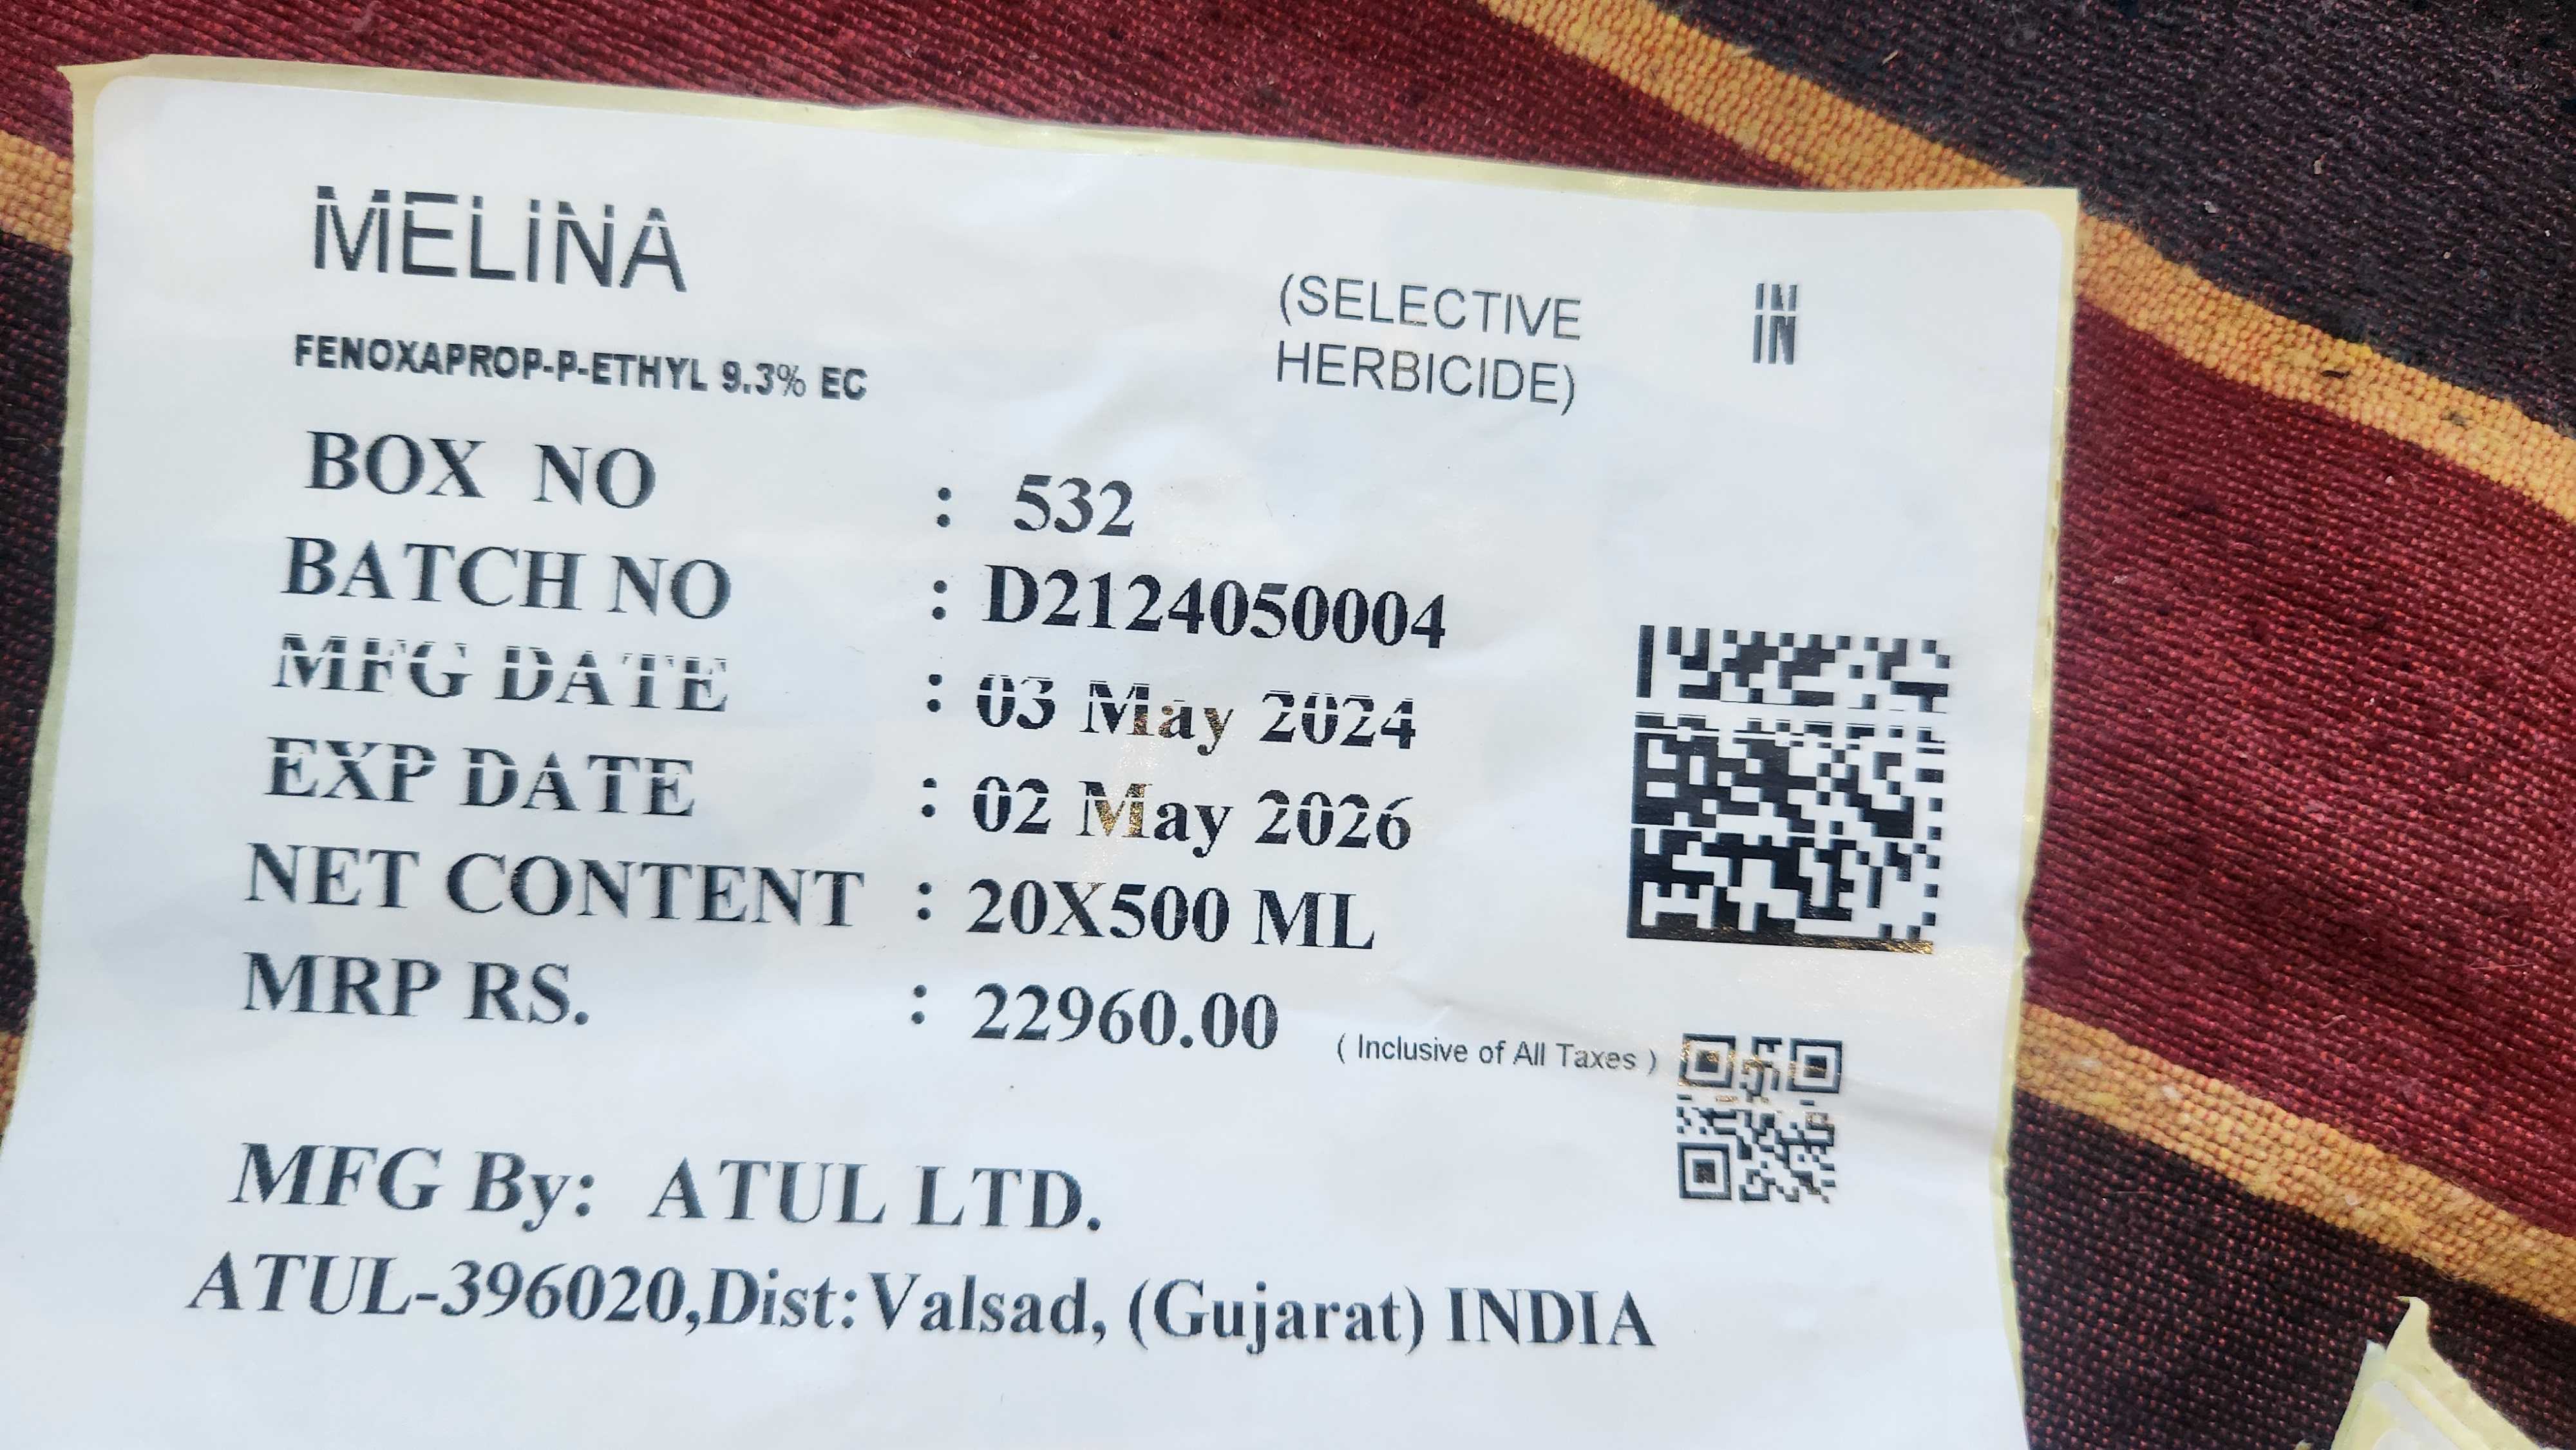 MELINA
(SELECTIVE
HERBICIDE)
IN
IN
FENOXAPROP-P-ETHYL 9.3% EC
BOX NO : 532
BATCH NO : D2124050004
MFG DATE : 03 May 2024
EXP DATE : 02 May 2026
NET CONTENT : 20X500 ML
MRP RS. : 22960.00 ( Inclusive of All Taxes )
MFG By: ATUL LTD.
ATUL-396020,Dist:Valsad, (Gujarat) INDIA